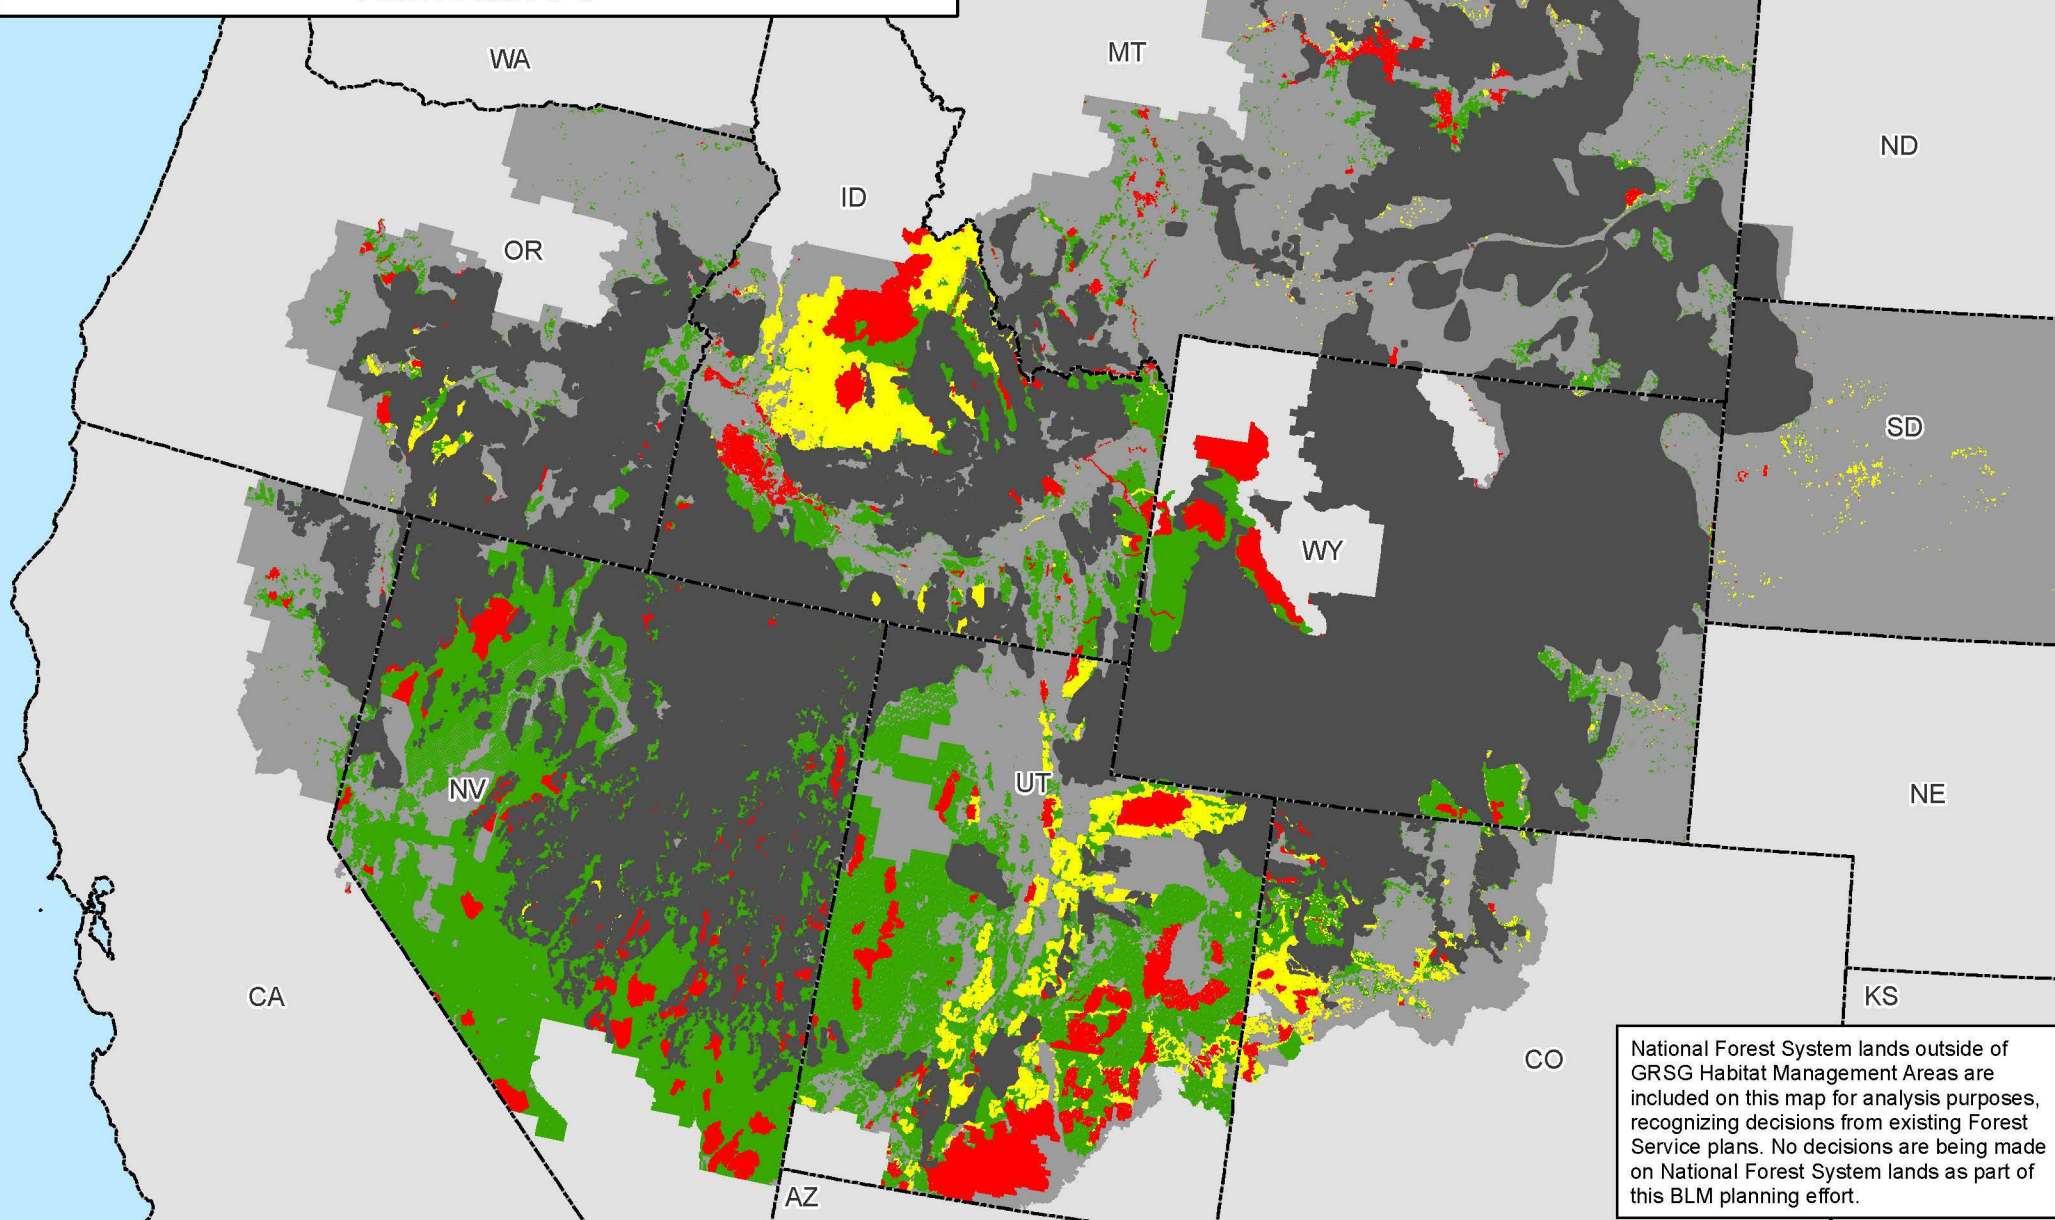 WA
MT
ND
ID
OR
SD
WY
NV
UT
NE
CA
KS
CO
AZ
National Forest System lands outside of
GRSG Habitat Management Areas are
included on this map for analysis purposes,
recognizing decisions from existing Forest
Service plans. No decisions are being made
on National Forest System lands as part of
this BLM planning effort.